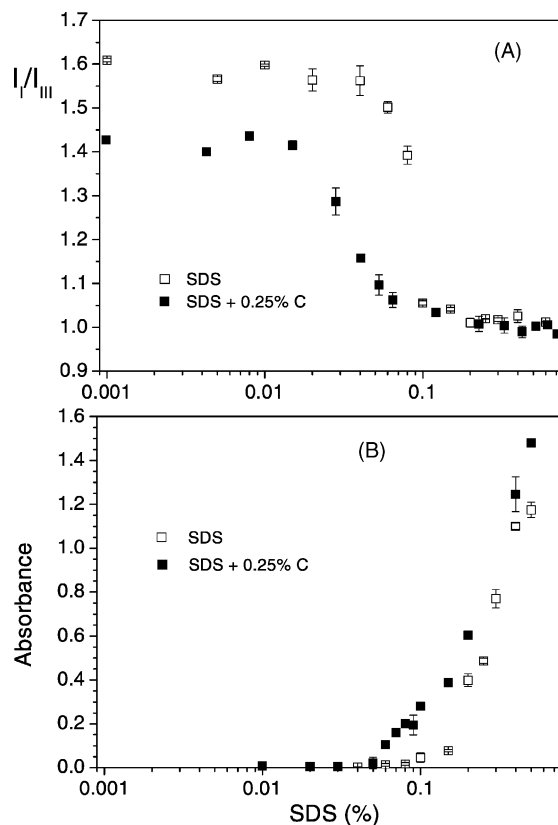 (A)
I_I/I_III
1.7
1.6
1.5
1.4
1.3
1.2
1.1
1.0
0.9
SDS
SDS + 0.25% C
0.001
0.01
0.1
(B)
Absorbance
1.6
1.4
1.2
1.0
0.8
0.6
0.4
0.2
0.0
SDS
SDS + 0.25% C
0.001
0.01
0.1
SDS (%)